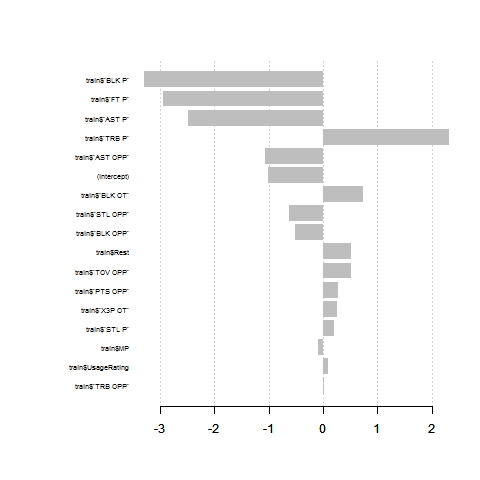 train$`BLK P`
train$`FT P`
train$`AST P`
train$`TRB P`
train$`AST OPP`
(Intercept)
train$`BLK OT`
train$`STL OPP`
train$`BLK OPP`
train$Rest
train$`TOV OPP`
train$`PTS OPP`
train$`X3P OT`
train$`STL P`
train$MP
train$UsageRating
train$`TRB OPP`
-3 -2 -1 0 1 2